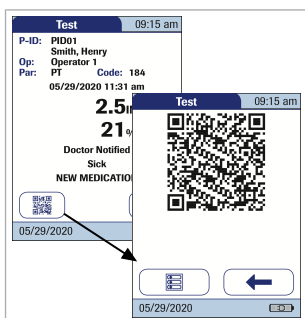 Test 09:15 am
P-ID: PID01
Smith, Henry
Op: Operator 1
Par: PT Code: 184
05/29/2020 11:31 am
2.5
21
Doctor Notified
Sick
NEW
05/29/2020
Test 09:15 am
05/29/2020